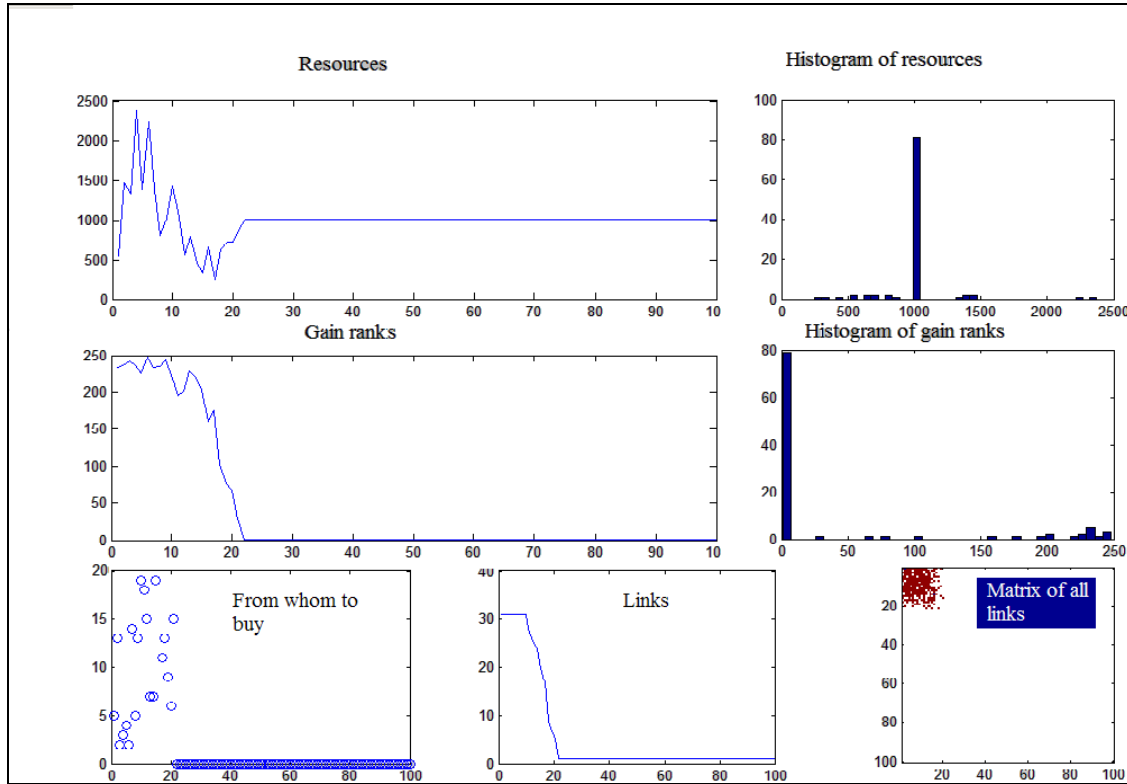 Resources
Histogram of resources
2500
2000
1500
1000
500
0
0 10 20 30 40 50 60 70 80 90 10
100
80
60
40
20
0
0 500 1000 1500 2000 2500
Gain ranks
Histogram of gain ranks
250
200
150
100
50
0
0 10 20 30 40 50 60 70 80 90 10
80
60
40
20
0
0 50 100 150 200 250
From whom to
buy
20
15
10
5
0
0 20 40 60 80 100
Links
40
30
20
10
0
0 20 40 60 80 100
Matrix of all
links
20
40
60
80
100
20 40 60 80 100